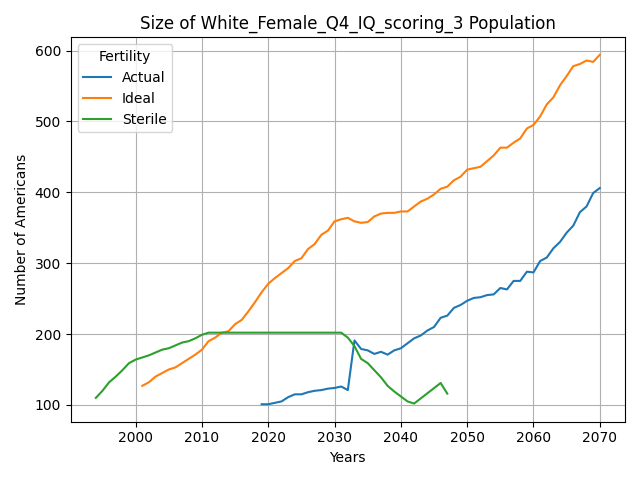 Size of White_Female_Q4_IQ_scoring_3 Population
Fertility
Actual
Ideal
Sterile
Number of Americans
600
500
400
300
200
100
2000 2010 2020 2030 2040 2050 2060 2070
Years